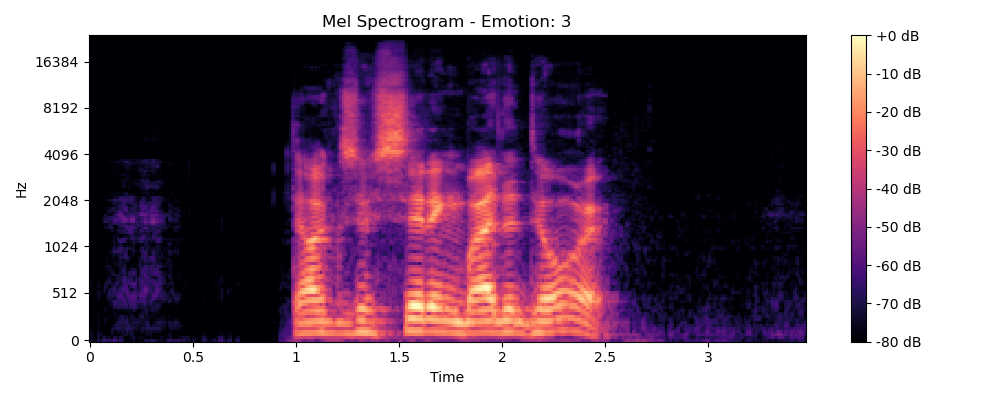 Mel Spectrogram - Emotion: 3
Hz
16384
8192
4096
2048
1024
512
0
0 0.5 1 1.5 2 2.5 3
Time
+0 dB
-10 dB
-20 dB
-30 dB
-40 dB
-50 dB
-60 dB
-70 dB
-80 dB